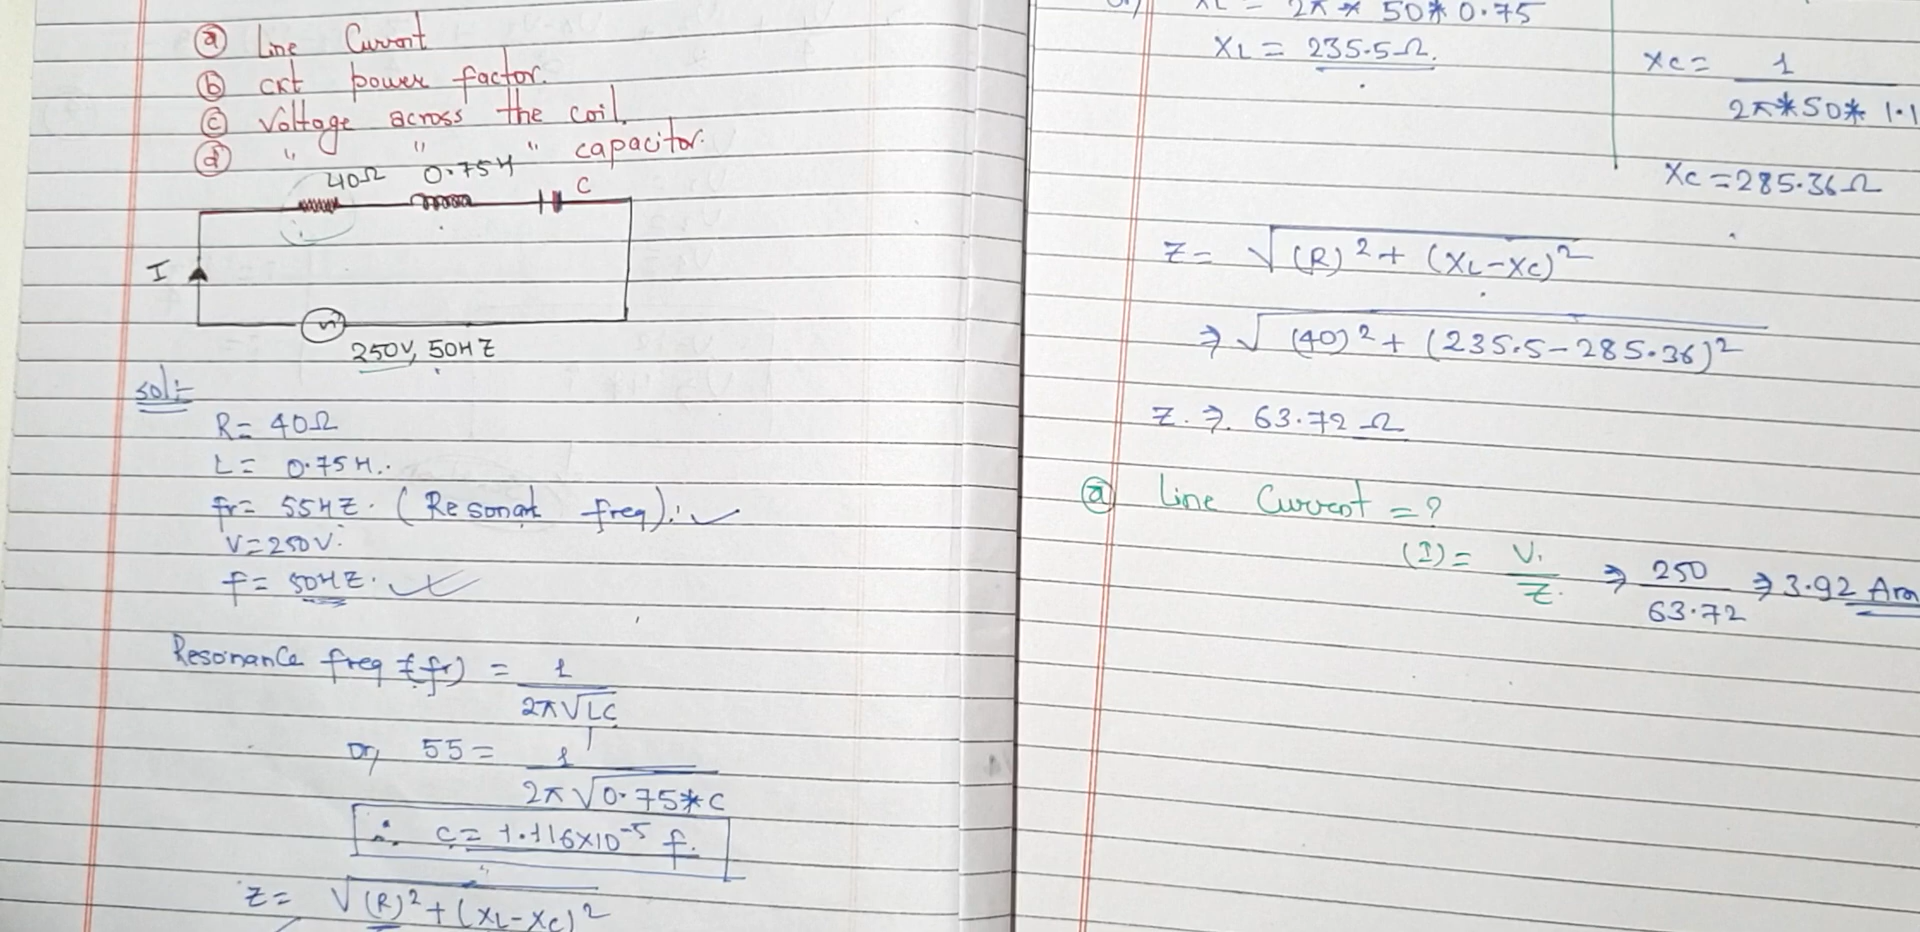 ⓐ Line Current
ⓑ ckt power factor.
ⓒ Voltage across the coil.
ⓓ " " " capacitor.
40Ω 0.75H C
I
250V, 50HZ
Sol:-
R= 40Ω
L= 0.75H..
fr= 55HZ. (Resonant freq).
V=250V.
f= 50HZ.
Resonance freq (fr) = 1/2π√LC
or, 55= 1/2π√0.75*C
∴ C= 1.116×10⁻⁵ f.
Z= √(R)²+(XL-XC)²
XL = 2π * 50*0.75
XL = 235.5Ω.
XC= 1/2π*50*1.1
XC=285.36Ω
Z= √(R)²+(XL-XC)²
⇒ √(40)²+(235.5-285.36)²
Z.⇒. 63.72Ω
ⓐ Line Current =?
(I)= V./Z. ⇒ 250/63.72 ⇒ 3.92 Am